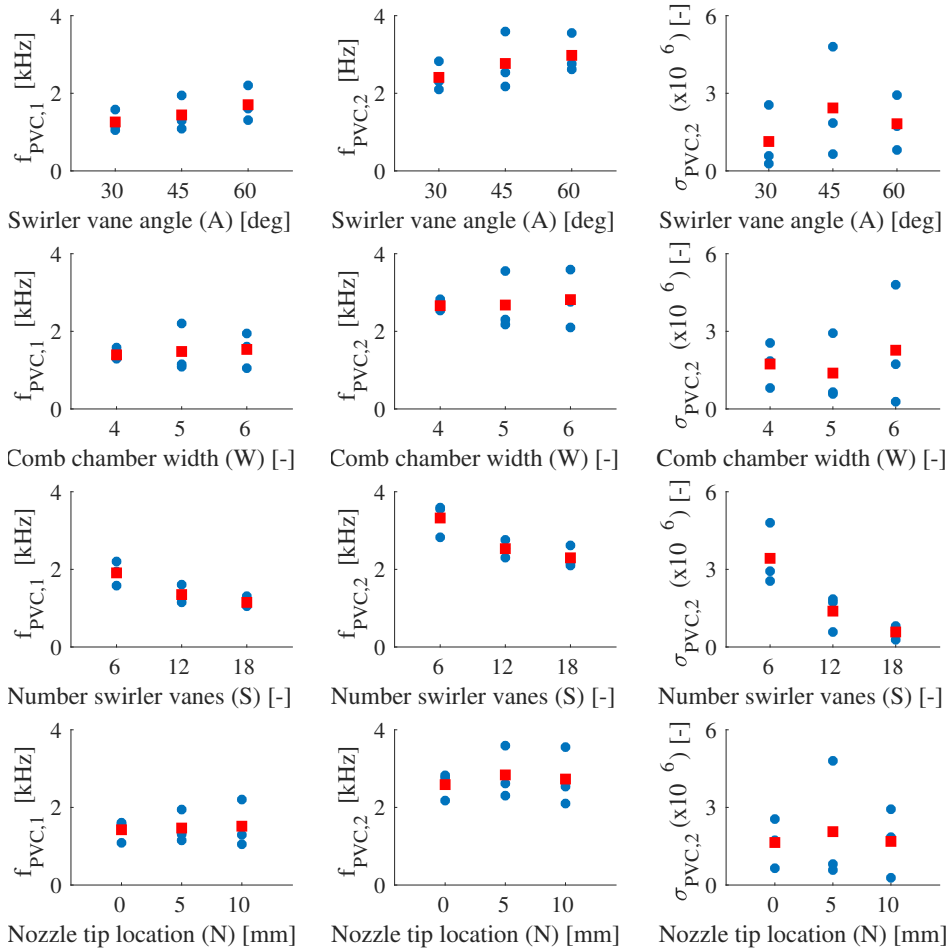 f_PVC,1 [kHz]
4
2
0
30 45 60
Swirler vane angle (A) [deg]
f_PVC,2 [Hz]
4
2
0
30 45 60
Swirler vane angle (A) [deg]
σ_PVC,2 (x10^6) [-]
6
3
0
30 45 60
Swirler vane angle (A) [deg]
f_PVC,1 [kHz]
4
2
0
4 5 6
Comb chamber width (W) [-]
f_PVC,2 [kHz]
4
2
0
4 5 6
Comb chamber width (W) [-]
σ_PVC,2 (x10^6) [-]
6
3
0
4 5 6
Comb chamber width (W) [-]
f_PVC,1 [kHz]
4
2
0
6 12 18
Number swirler vanes (S) [-]
f_PVC,2 [kHz]
4
2
0
6 12 18
Number swirler vanes (S) [-]
σ_PVC,2 (x10^6) [-]
6
3
0
6 12 18
Number swirler vanes (S) [-]
f_PVC,1 [kHz]
4
2
0
0 5 10
Nozzle tip location (N) [mm]
f_PVC,2 [kHz]
4
2
0
0 5 10
Nozzle tip location (N) [mm]
σ_PVC,2 (x10^6) [-]
6
3
0
0 5 10
Nozzle tip location (N) [mm]